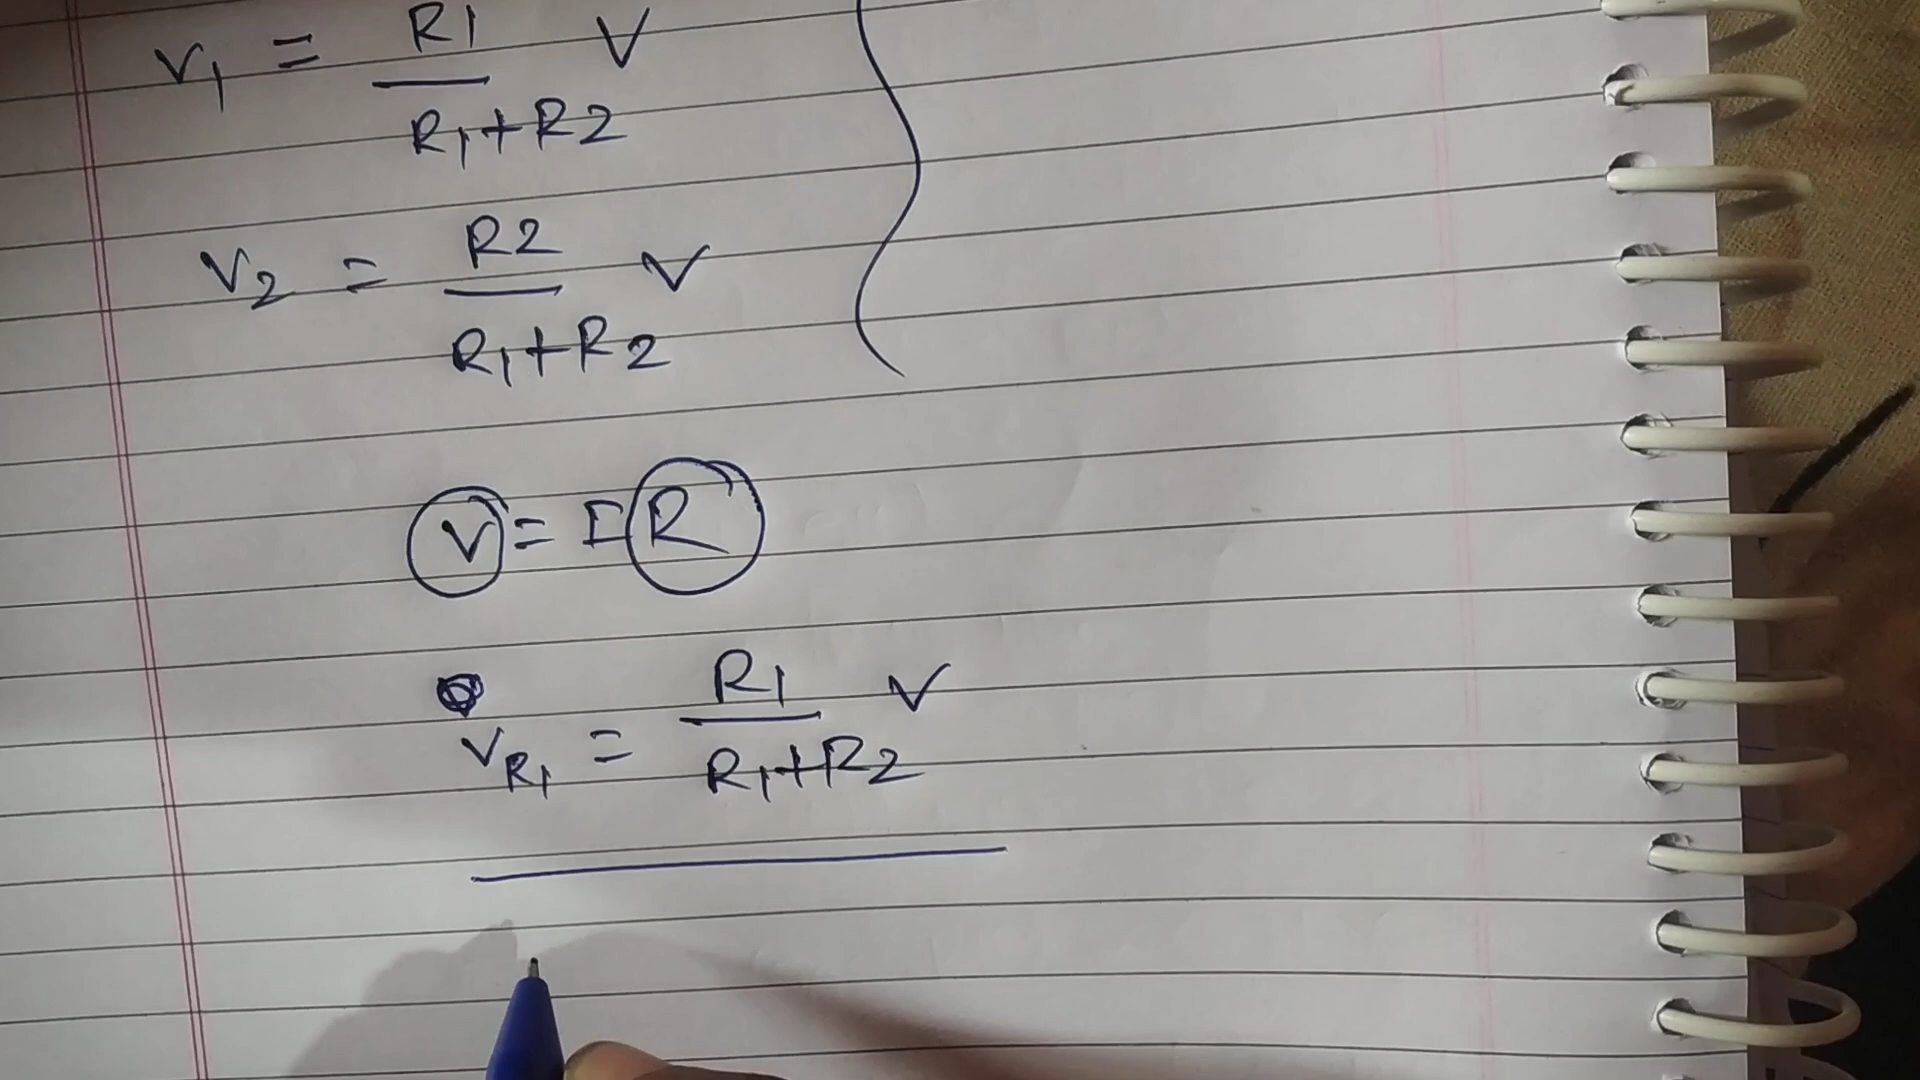 V1 = R1 / R1+R2 V
V2 = R2 / R1+R2 V
V = IR
VR1 = R1 / R1+R2 V